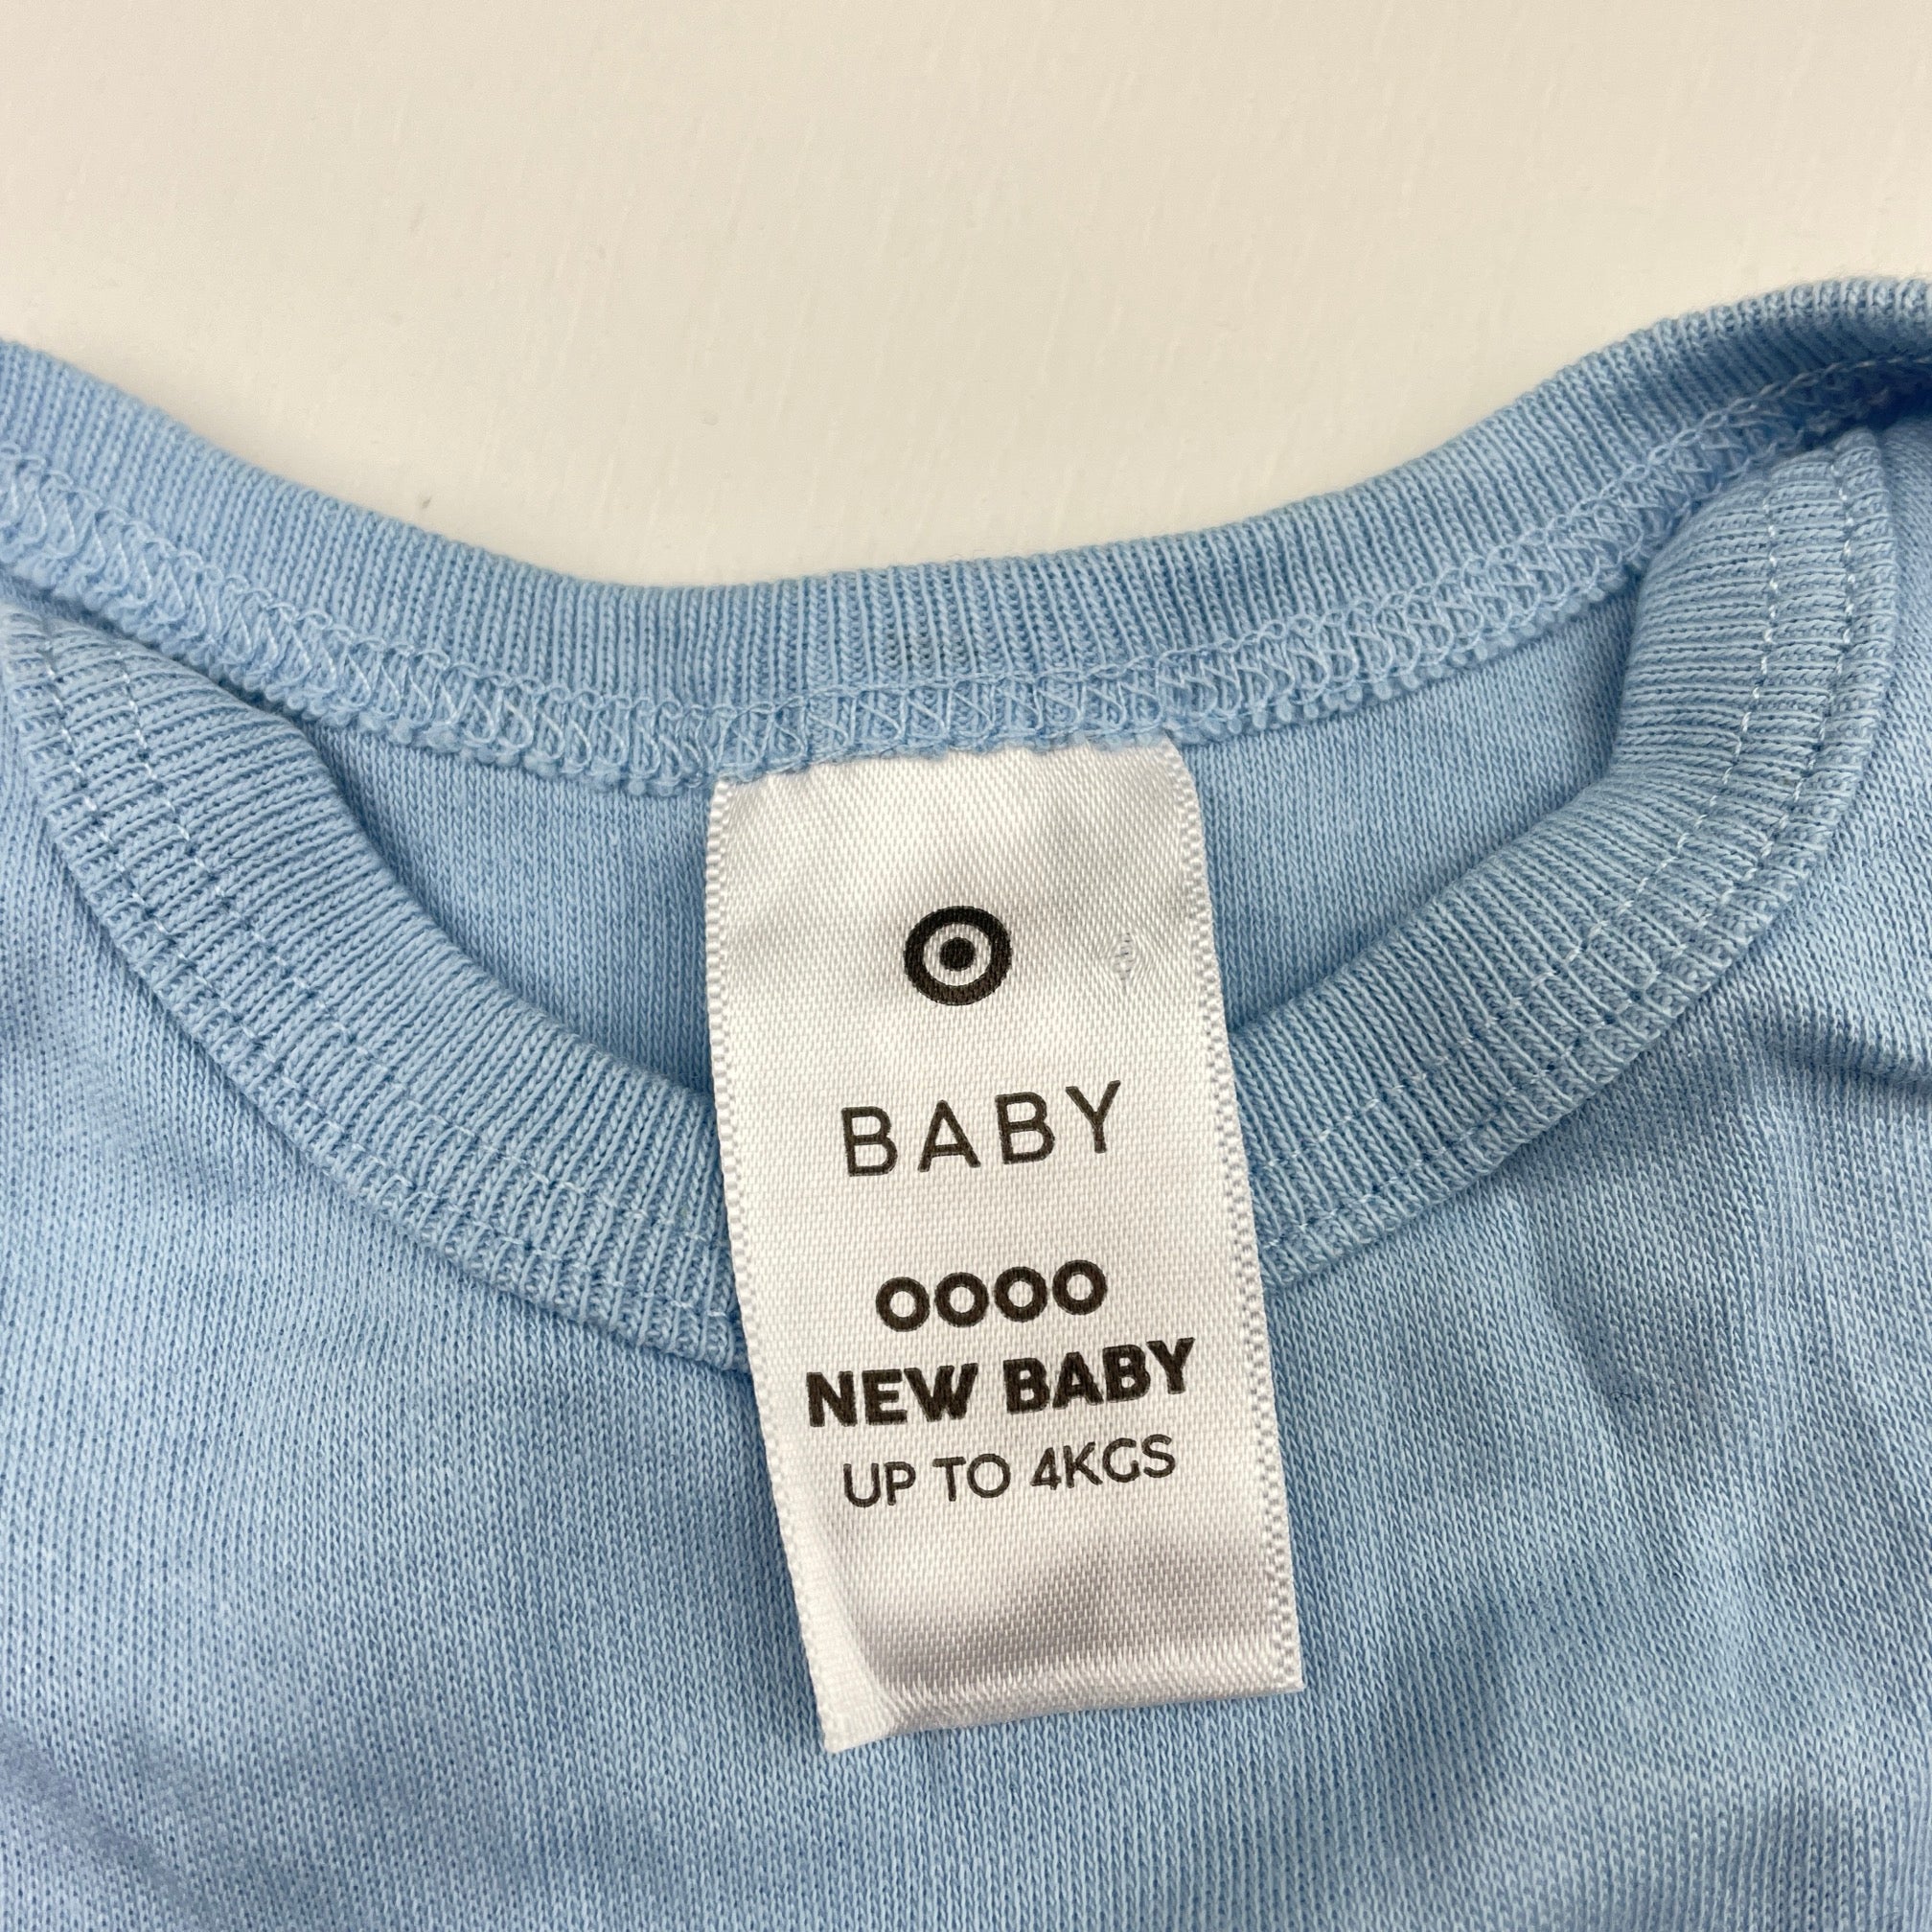 BABY
0000
NEW BABY
UP TO 4KGS